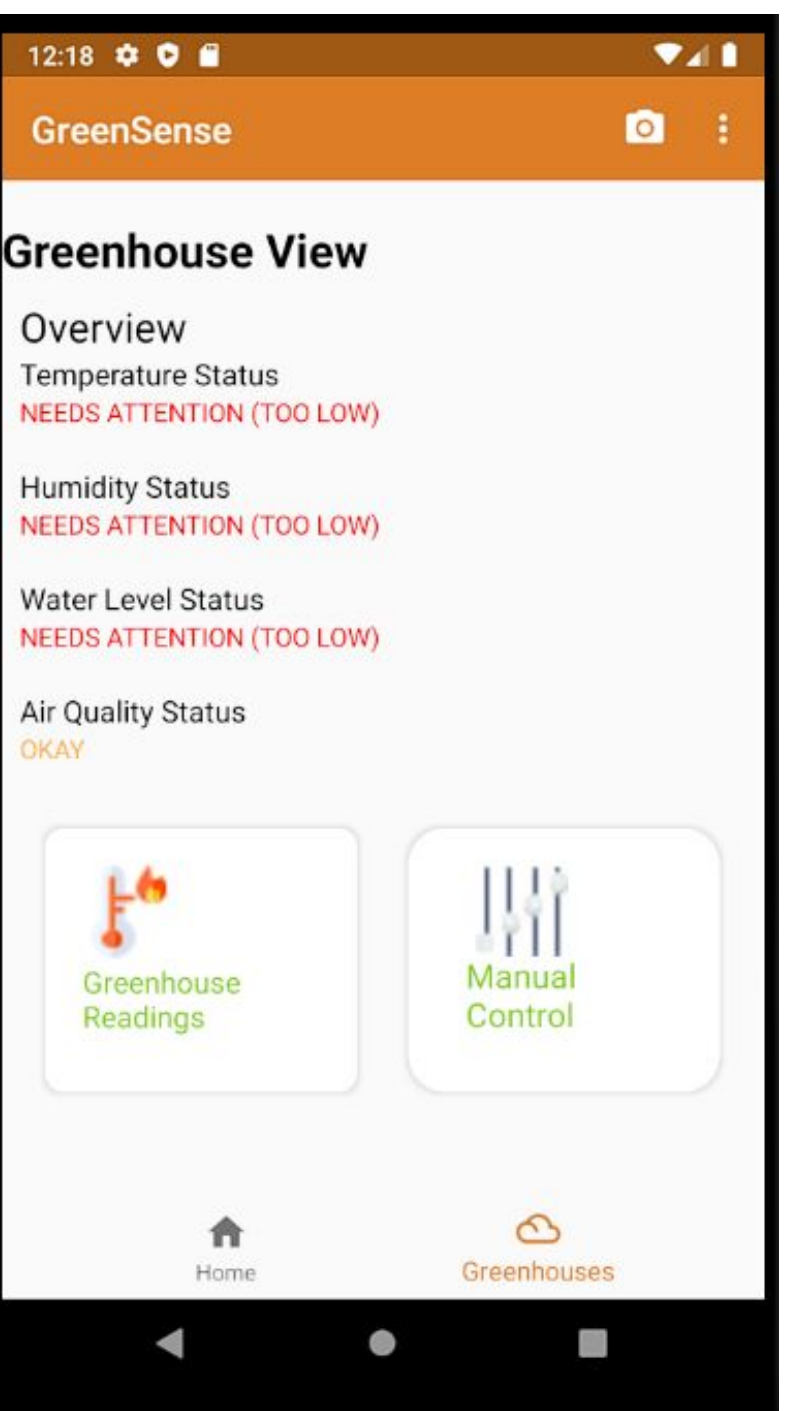 12:18
GreenSense
Greenhouse View
Overview
Temperature Status
NEEDS ATTENTION (TOO LOW)
Humidity Status
NEEDS ATTENTION (TOO LOW)
Water Level Status
NEEDS ATTENTION (TOO LOW)
Air Quality Status
OKAY
Greenhouse
Readings
Manual
Control
Home
Greenhouses